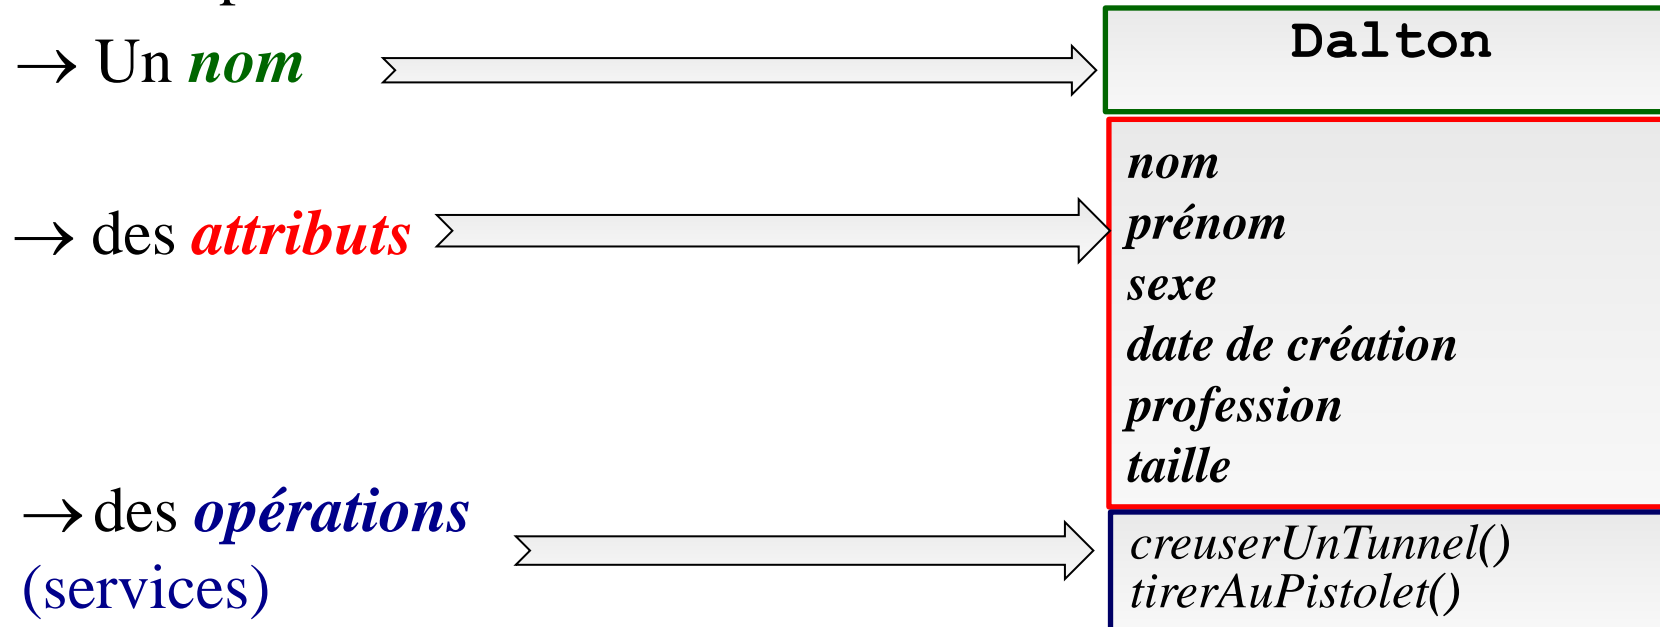 → Un nom
Dalton
→ des attributs
nom
prénom
sexe
date de création
profession
taille
→ des opérations
(services)
creuserUnTunnel()
tirerAuPistolet()